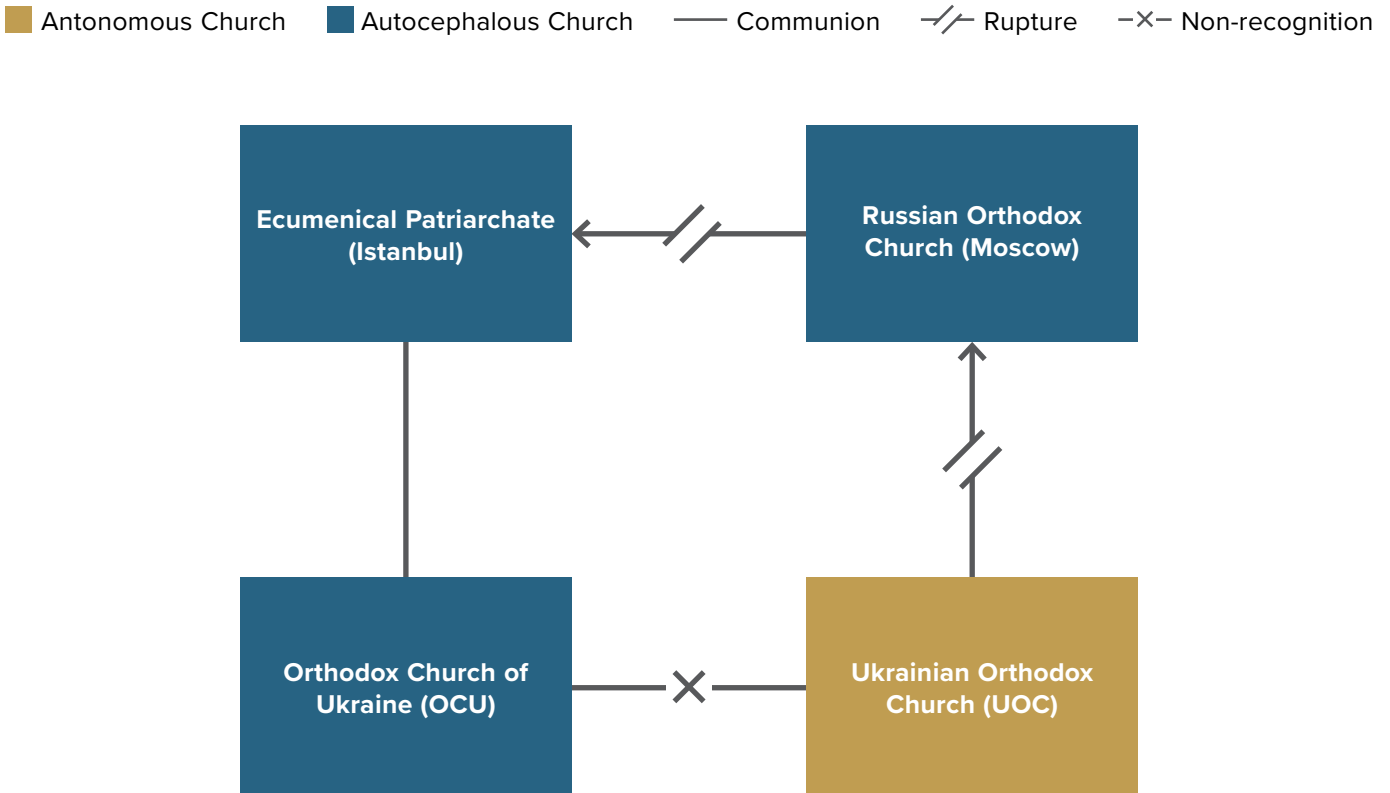 Antonomous Church Autocephalous Church Communion Rupture Non-recognition
Ecumenical Patriarchate
(Istanbul)
Russian Orthodox
Church (Moscow)
Orthodox Church of
Ukraine (OCU)
Ukrainian Orthodox
Church (UOC)